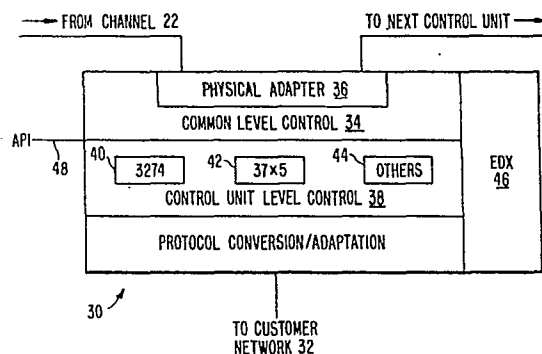 FROM CHANNEL 22
TO NEXT CONTROL UNIT
PHYSICAL ADAPTER 36
COMMON LEVEL CONTROL 34
API
48
40
3274
42
37×5
44
OTHERS
CONTROL UNIT LEVEL CONTROL 38
EDX
46
PROTOCOL CONVERSION/ADAPTATION
30
TO CUSTOMER
NETWORK 32